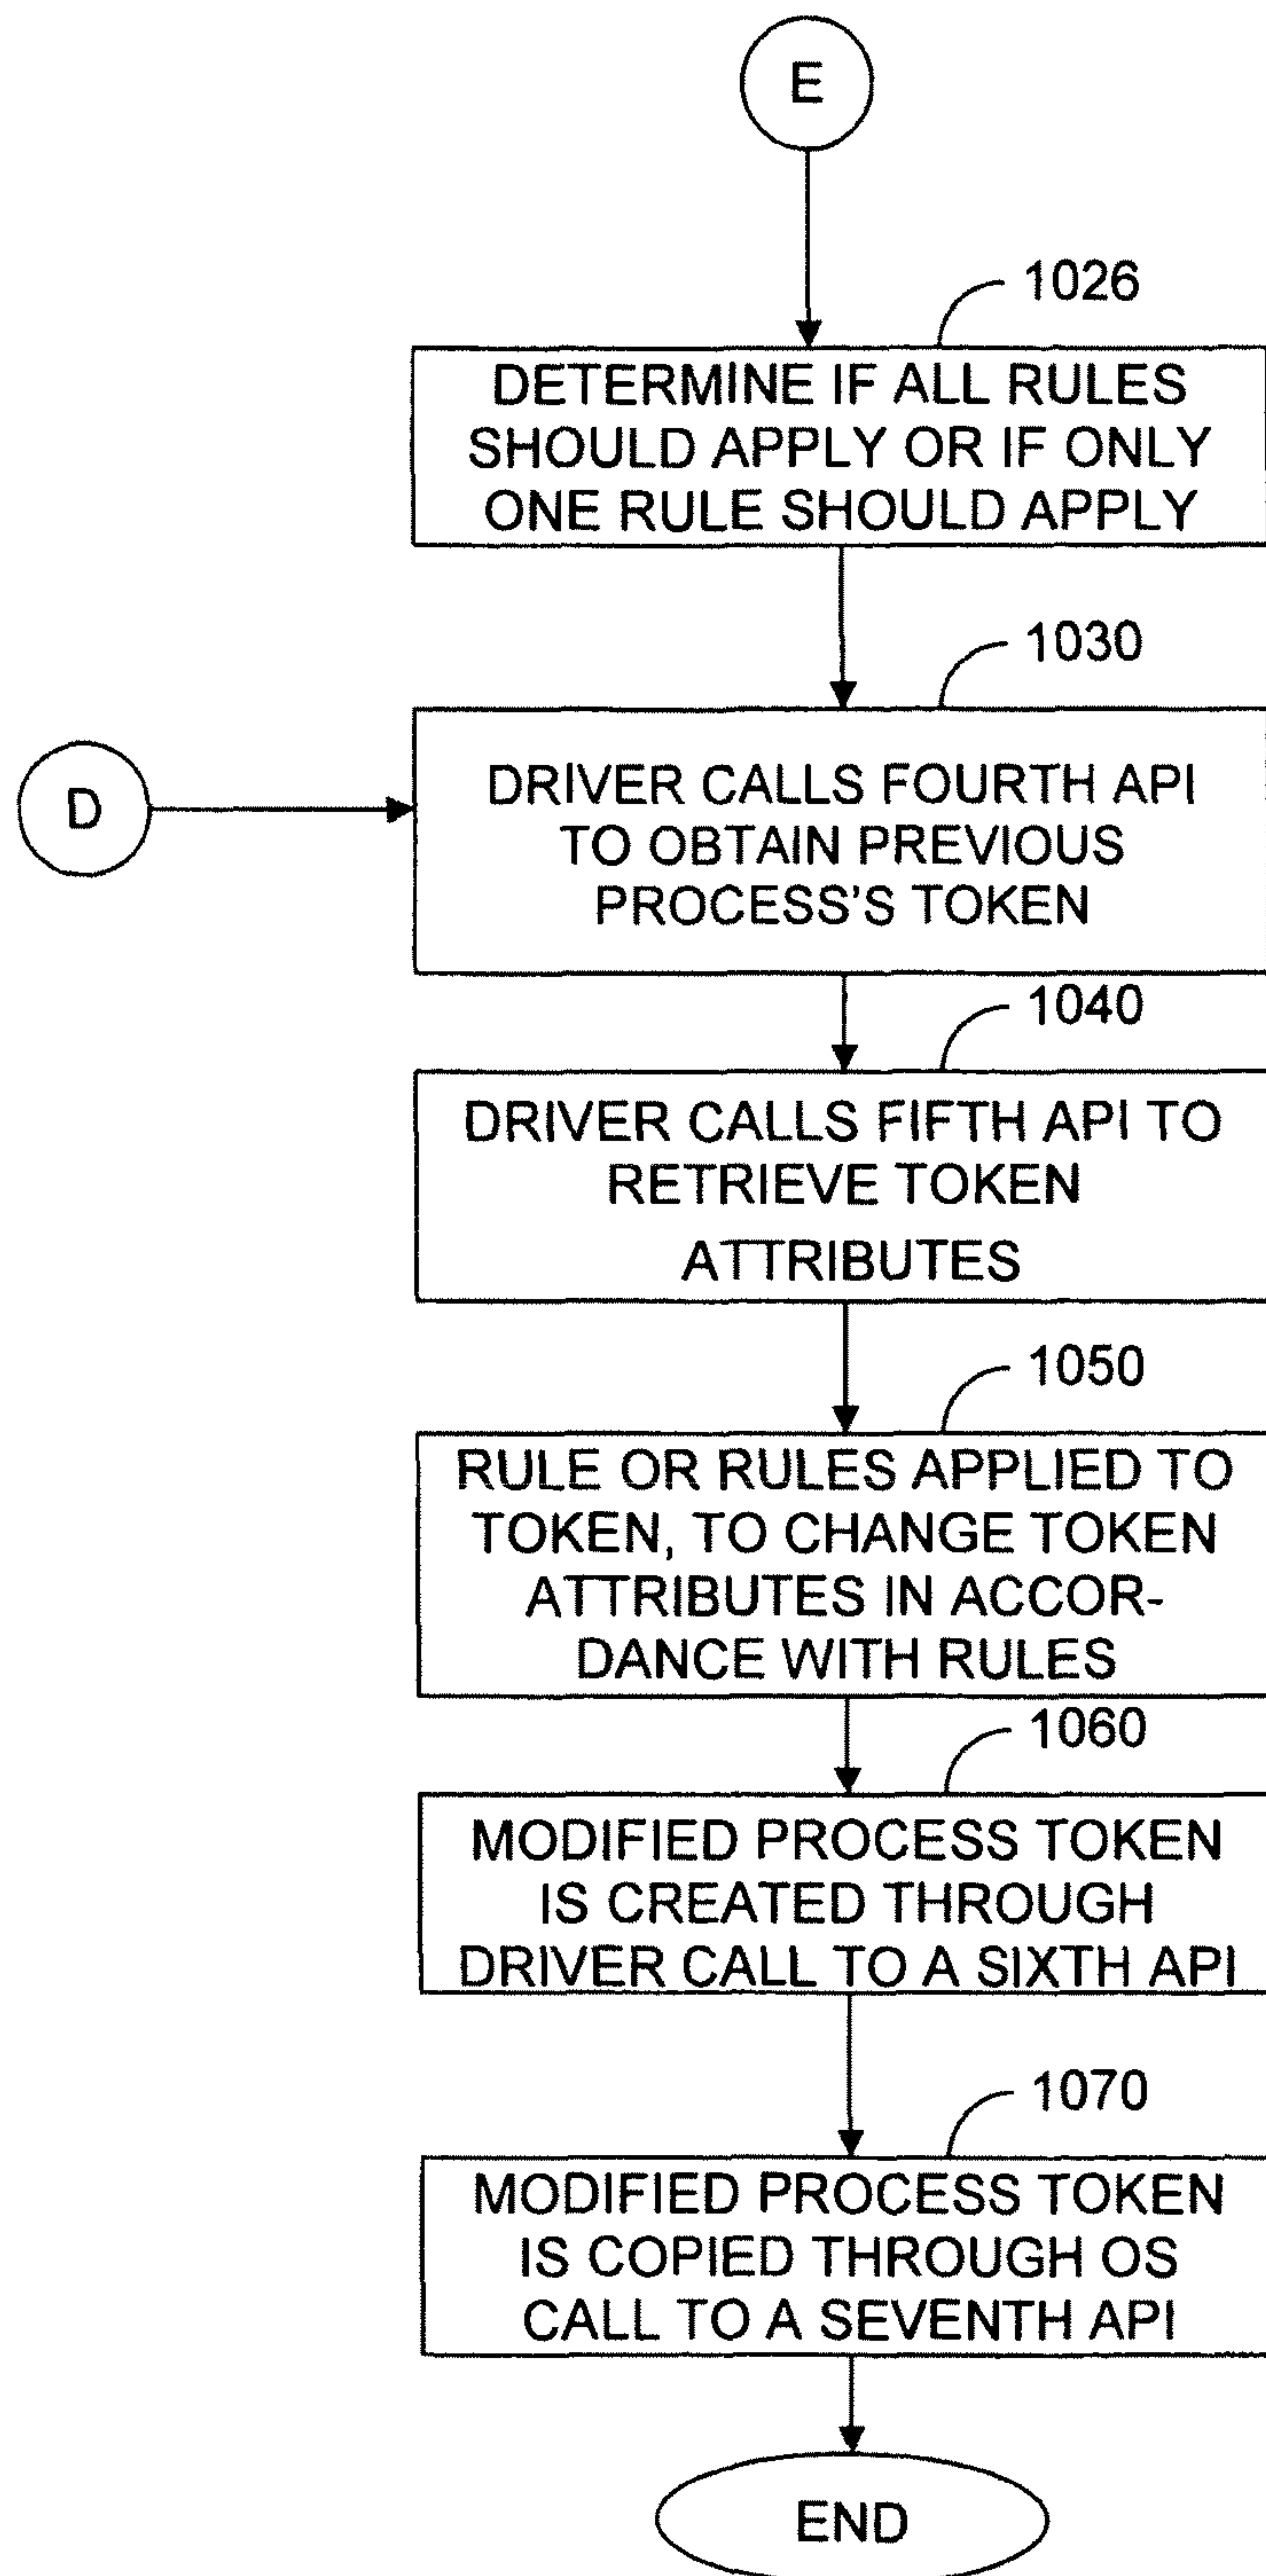 E
1026
DETERMINE IF ALL RULES
SHOULD APPLY OR IF ONLY
ONE RULE SHOULD APPLY
1030
D
DRIVER CALLS FOURTH API
TO OBTAIN PREVIOUS
PROCESS'S TOKEN
1040
DRIVER CALLS FIFTH API TO
RETRIEVE TOKEN
ATTRIBUTES
1050
RULE OR RULES APPLIED TO
TOKEN, TO CHANGE TOKEN
ATTRIBUTES IN ACCOR-
DANCE WITH RULES
1060
MODIFIED PROCESS TOKEN
IS CREATED THROUGH
DRIVER CALL TO A SIXTH API
1070
MODIFIED PROCESS TOKEN
IS COPIED THROUGH OS
CALL TO A SEVENTH API
END